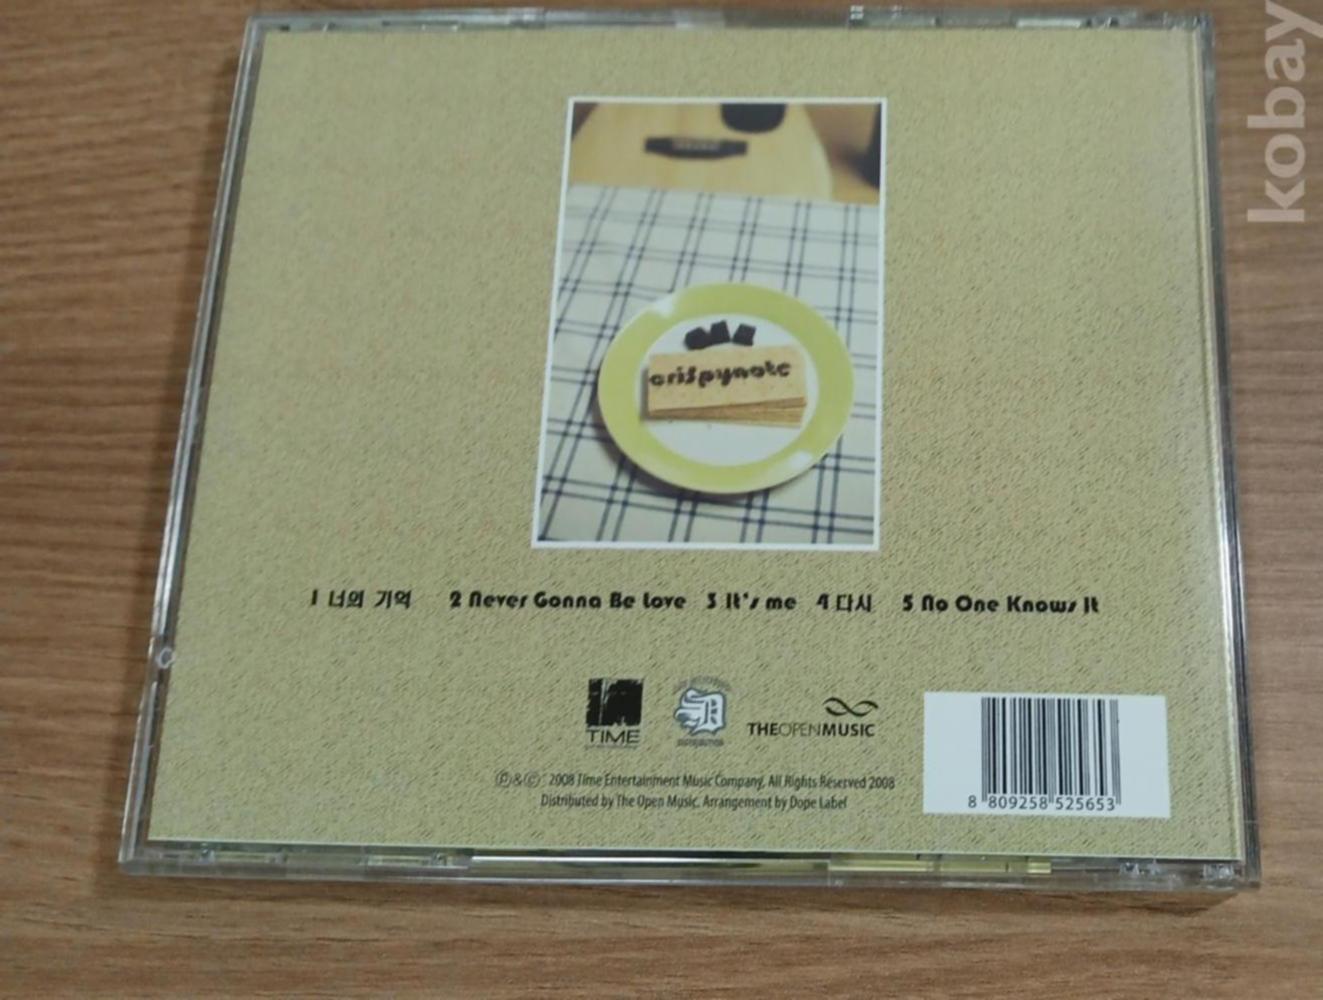 kobay
crispynote
1 너의 기억 2 Never Gonna Be Love 3 It's me 4 다시 5 No One Knows It
TIME
THEOPENMUSIC
Ⓟ&Ⓒ 2008 Time Entertainment Music Company. All Rights Reserved 2008
Distributed by The Open Music. Arrangement by Dope Label
8 809258 525653